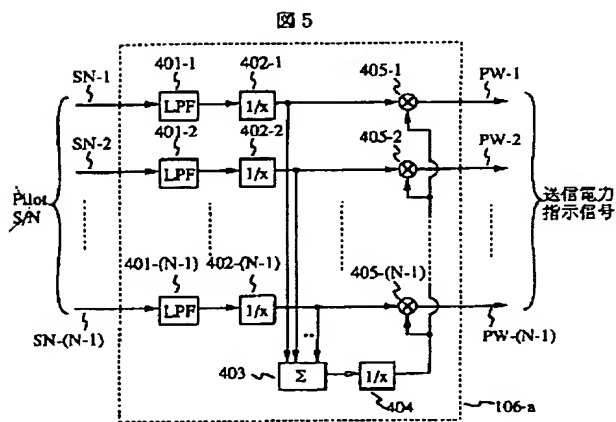 図5
SN-1 401-1 402-1 405-1 PW-1
LPF 1/x
401-2 402-2 405-2
SN-2 PW-2
LPF 1/x
Pilot
S/N
送信電力
指示信号
401-(N-1) 402-(N-1) 405-(N-1)
LPF 1/x
SN-(N-1) PW-(N-1)
403 Σ 1/x
404
106-a